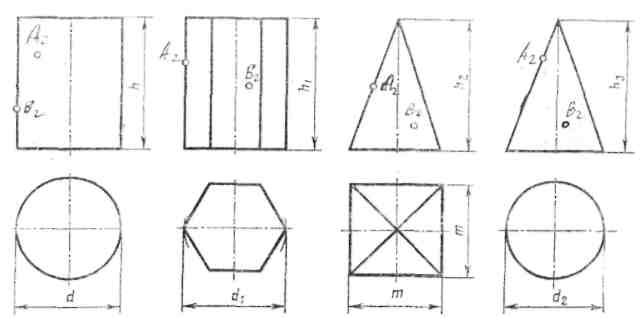 A₂
B₂
h
A₂
B₂
h₁
A₂
B₂
h₂
A₂
B₂
h₃
d
d₁
m
m
d₂